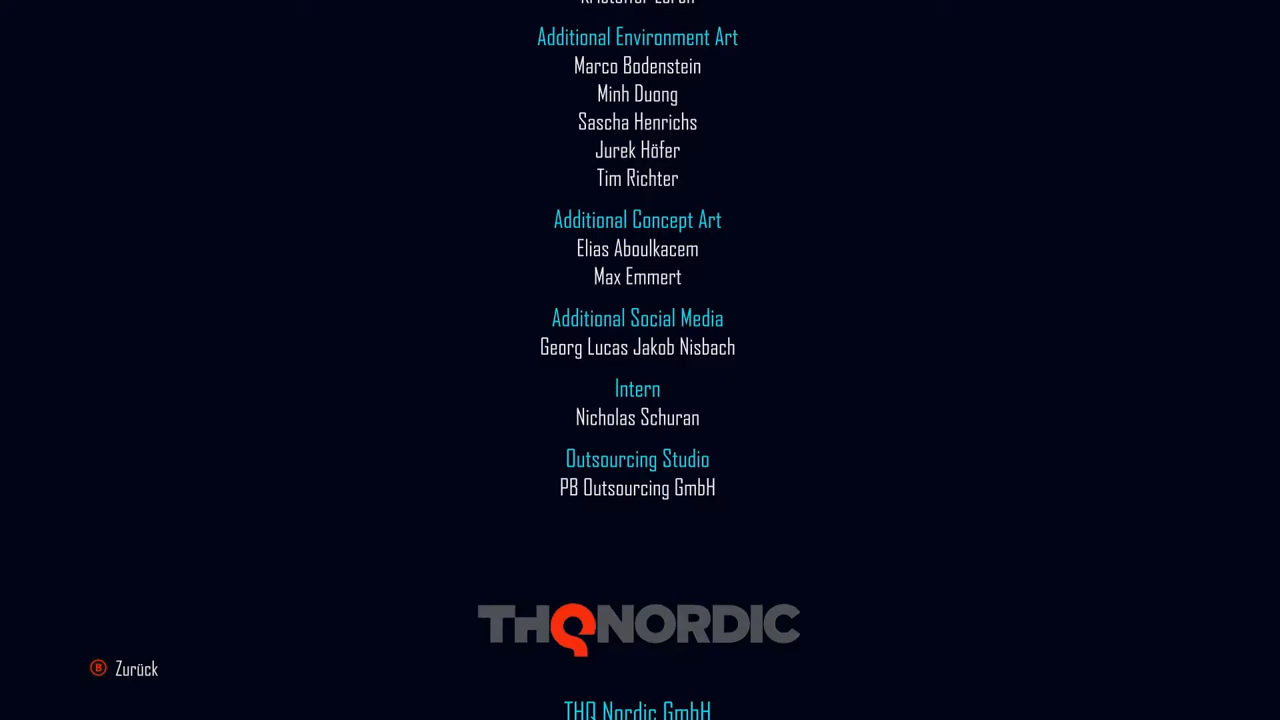 Additional Environment Art
Marco Bodenstein
Minh Duong
Sascha Henrichs
Jurek Höfer
Tim Richter
Additional Concept Art
Elias Aboulkacem
Max Emmert
Additional Social Media
Georg Lucas Jakob Nisbach
Intern
Nicholas Schuran
Outsourcing Studio
PB Outsourcing GmbH
THQNORDIC
B Zurück
THQ Nordic GmbH